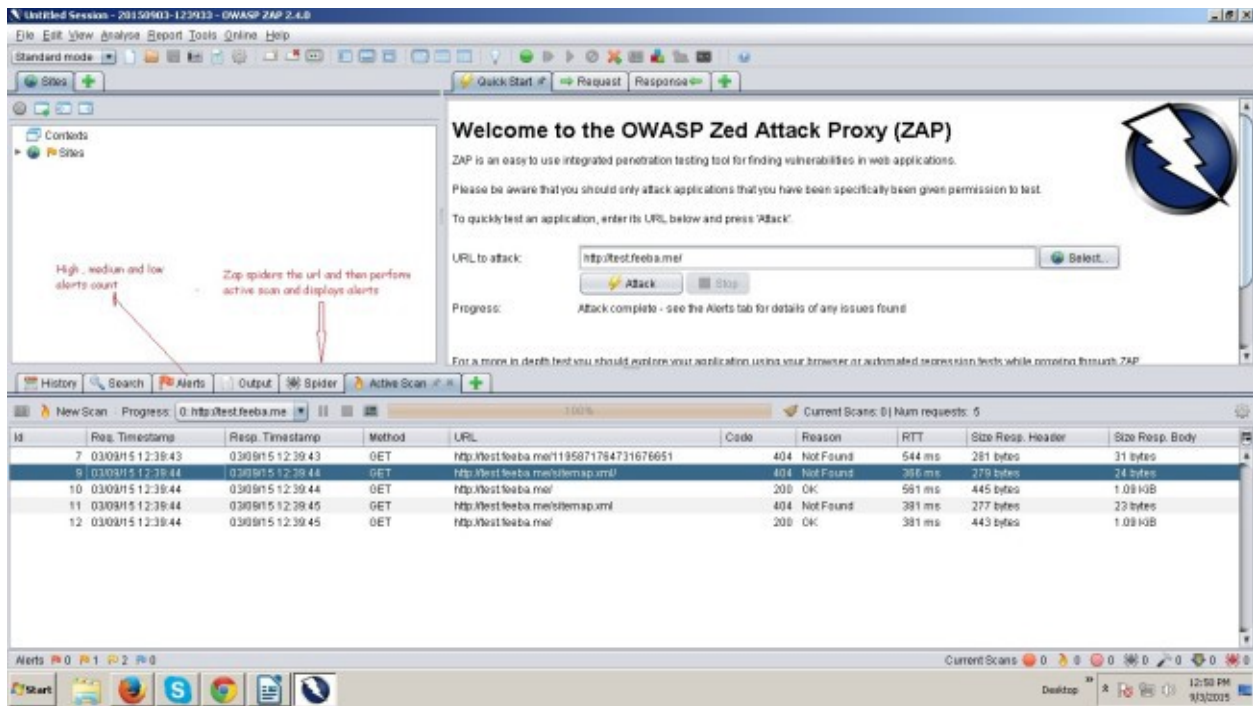 Untitled Session - 20150903-123933 - OWASP ZAP 2.4.0
File Edit View Analyse Report Tools Online Help
Standard mode
Sites
Quick Start Request Response
Contexts
Sites
Welcome to the OWASP Zed Attack Proxy (ZAP)
ZAP is an easy to use integrated penetration testing tool for finding vulnerabilities in web applications.
Please be aware that you should only attack applications that you have been specifically been given permission to test.
To quickly test an application, enter its URL below and press 'Attack'.
URL to attack: http://test.feeba.me/ Select...
Attack Stop
Progress: Attack complete - see the Alerts tab for details of any issues found
For a more in depth test you should explore your application using your browser or automated regression tests while proxying through ZAP
High , medium and low
alerts count
Zap spiders the url and then perform
active scan and displays alerts
History Search Alerts Output Spider Active Scan
New Scan Progress: 0: http://test.feeba.me 100% Current Scans: 0 Num requests: 5
Id Req. Timestamp Resp. Timestamp Method URL Code Reason RTT Size Resp. Header Size Resp. Body
7 03/09/15 12:39:43 03/09/15 12:39:43 GET http://test.feeba.me/1195871764731676651 404 Not Found 544 ms 281 bytes 31 bytes
9 03/09/15 12:39:44 03/09/15 12:39:44 GET http://test.feeba.me/sitemap.xml/ 404 Not Found 366 ms 279 bytes 24 bytes
10 03/09/15 12:39:44 03/09/15 12:39:44 GET http://test.feeba.me/ 200 OK 561 ms 445 bytes 1.09 KiB
11 03/09/15 12:39:44 03/09/15 12:39:45 GET http://test.feeba.me/sitemap.xml 404 Not Found 391 ms 277 bytes 23 bytes
12 03/09/15 12:39:44 03/09/15 12:39:45 GET http://test.feeba.me/ 200 OK 381 ms 443 bytes 1.09 KiB
Alerts 0 1 2 0 Current Scans 0 0 0 0 0 0 0
Start Desktop 12:50 PM
9/3/2015